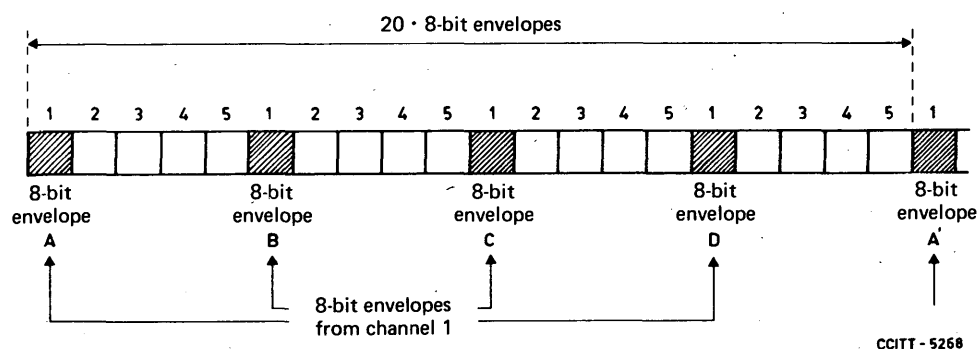 20 · 8-bit envelopes
1 2 3 4 5 1 2 3 4 5 1 2 3 4 5 1 2 3 4 5 1
8-bit envelope A
8-bit envelope B
8-bit envelope C
8-bit envelope D
8-bit envelope A'
8-bit envelopes
from channel 1
CCITT - 5268